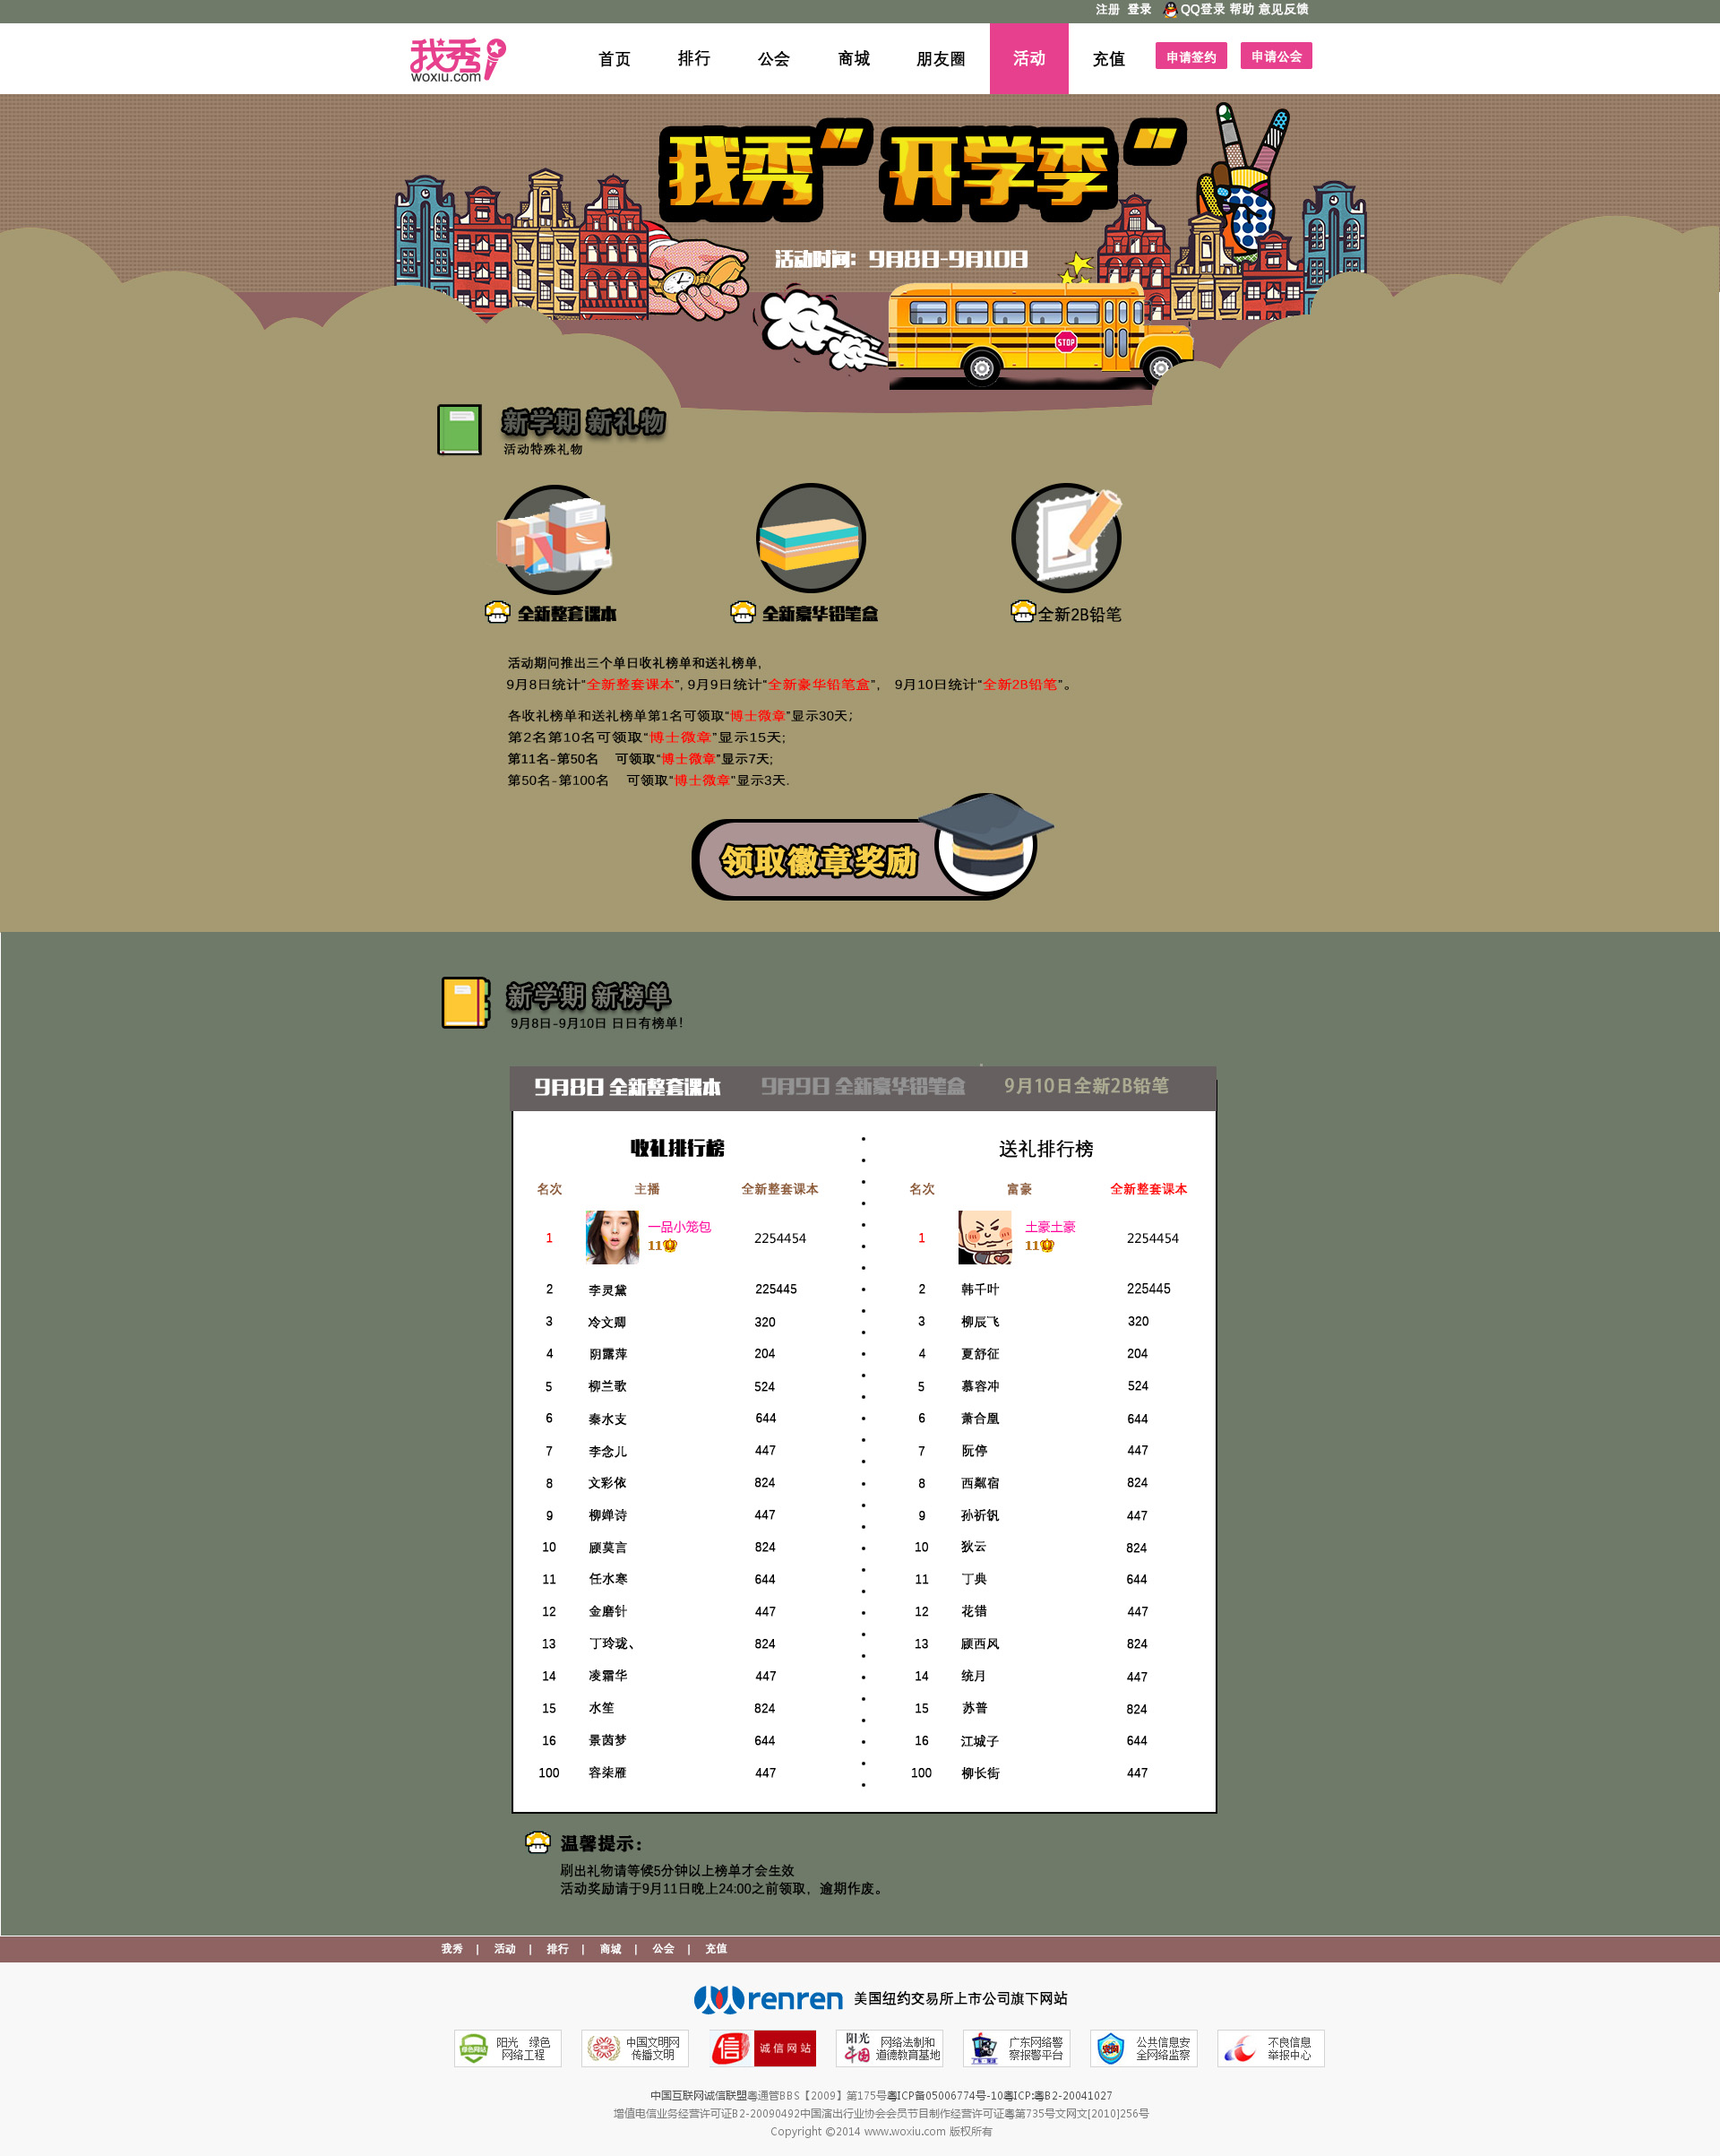 注册 登录 QQ登录 帮助 意见反馈
我秀 woxiu.com
首页 排行 公会 商城 朋友圈 活动 充值 申请签约 申请公会
我秀"开学季"
活动时间：9月8日-9月10日
STOP
新学期 新礼物
活动特殊礼物
全新整套课本 全新豪华铅笔盒 全新2B铅笔
活动期问推出三个单日收礼榜单和送礼榜单,
9月8日统计"全新整套课本", 9月9日统计"全新豪华铅笔盒", 9月10日统计"全新2B铅笔"。
各收礼榜单和送礼榜单第1名可领取"博士微章"显示30天;
第2名第10名可领取"博士微章"显示15天;
第11名-第50名 可领取"博士微章"显示7天;
第50名-第100名 可领取"博士微章"显示3天.
领取徽章奖励
新学期 新榜单
9月8日-9月10日 日日有榜单!
9月8日 全新整套课本 9月9日 全新豪华铅笔盒 9月10日全新2B铅笔
收礼排行榜 送礼排行榜
名次 主播 全新整套课本 名次 富豪 全新整套课本
1 一品小笼包 11 2254454 1 土豪土豪 11 2254454
2 李灵黛 225445 2 韩千叶 225445
3 冷文卿 320 3 柳辰飞 320
4 阴露萍 204 4 夏舒征 204
5 柳兰歌 524 5 慕容冲 524
6 秦水支 644 6 萧合凰 644
7 李念儿 447 7 阮停 447
8 文彩依 824 8 西粼宿 824
9 柳婵诗 447 9 孙祈钒 447
10 顾莫言 824 10 狄云 824
11 任水寒 644 11 丁典 644
12 金磨针 447 12 花错 447
13 丁玲珑、 824 13 顾西风 824
14 凌霜华 447 14 统月 447
15 水笙 824 15 苏普 824
16 景茵梦 644 16 江城子 644
100 容柒雁 447 100 柳长街 447
温馨提示：
刷出礼物请等候5分钟以上榜单才会生效
活动奖励请于9月11日晚上24:00之前领取，逾期作废。
我秀 | 活动 | 排行 | 商城 | 公会 | 充值
renren 美国纽约交易所上市公司旗下网站
绿色网站 阳光 绿色 网络工程
中国文明网 传播文明
信 诚信网站
阳光中国 网络法制和 道德教育基地
广东网络警 察报警平台
公共信息安 全网络监察
不良信息 举报中心
中国互联网诚信联盟粤通管BBS【2009】第175号粤ICP备05006774号-10粤ICP:粤B2-20041027
增值电信业务经营许可证B2-20090492中国演出行业协会会员节目制作经营许可证粤第735号文网文[2010]256号
Copyright ©2014 www.woxiu.com 版权所有